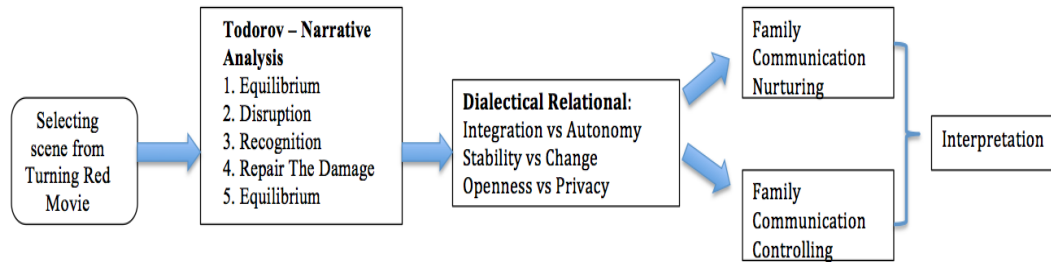 Selecting
scene from
Turning Red
Movie
Todorov – Narrative
Analysis
1. Equilibrium
2. Disruption
3. Recognition
4. Repair The Damage
5. Equilibrium
Dialectical Relational:
Integration vs Autonomy
Stability vs Change
Openness vs Privacy
Family
Communication
Nurturing
Family
Communication
Controlling
Interpretation